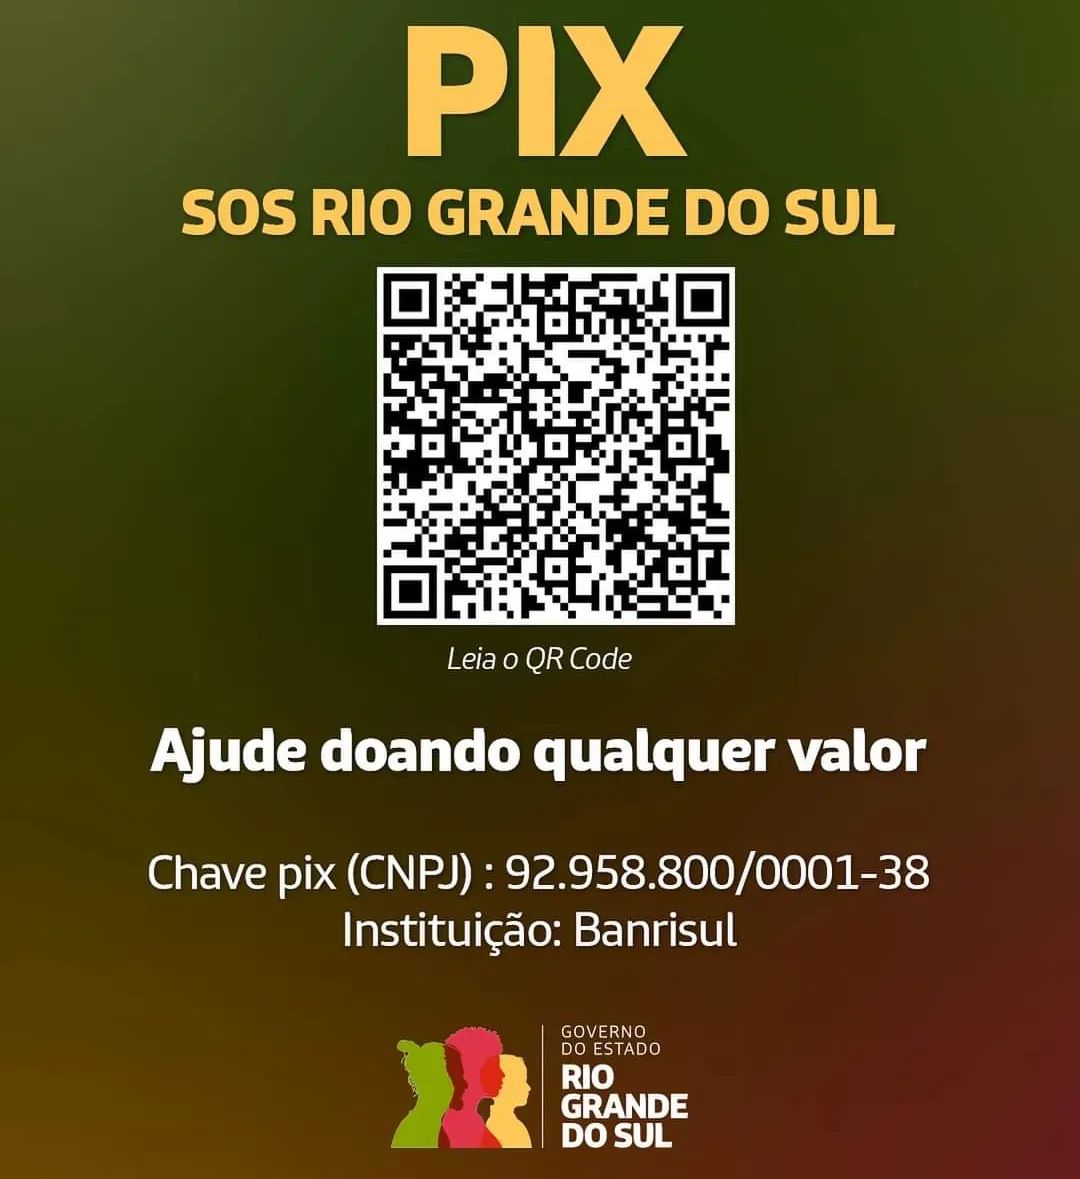 PIX
SOS RIO GRANDE DO SUL
Leia o QR Code
Ajude doando qualquer valor
Chave pix (CNPJ) : 92.958.800/0001-38
Instituição: Banrisul
GOVERNO
DO ESTADO
RIO
GRANDE
DO SUL